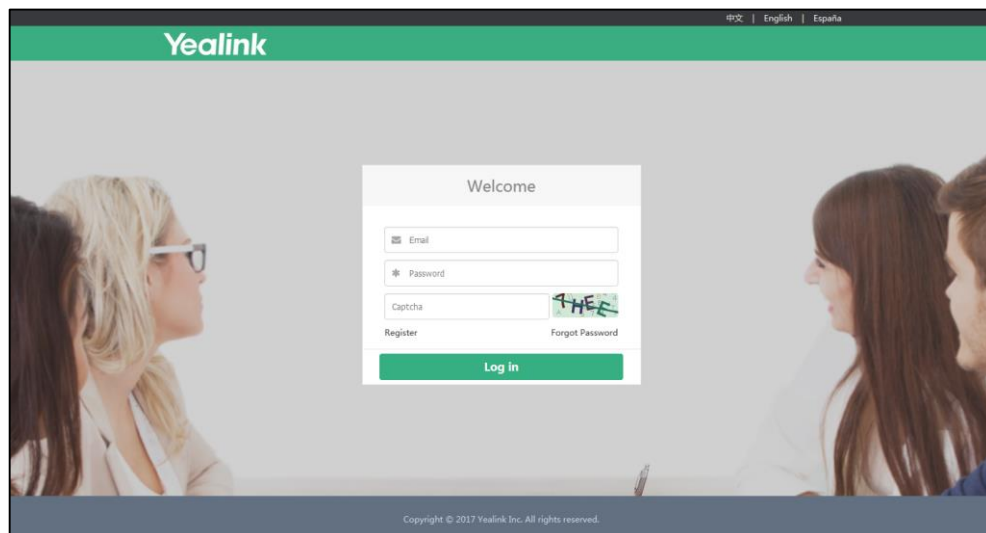 中文 | English | España
Yealink
Welcome
Email
Password
Captcha
Register Forgot Password
Log in
Copyright © 2017 Yealink Inc. All rights reserved.